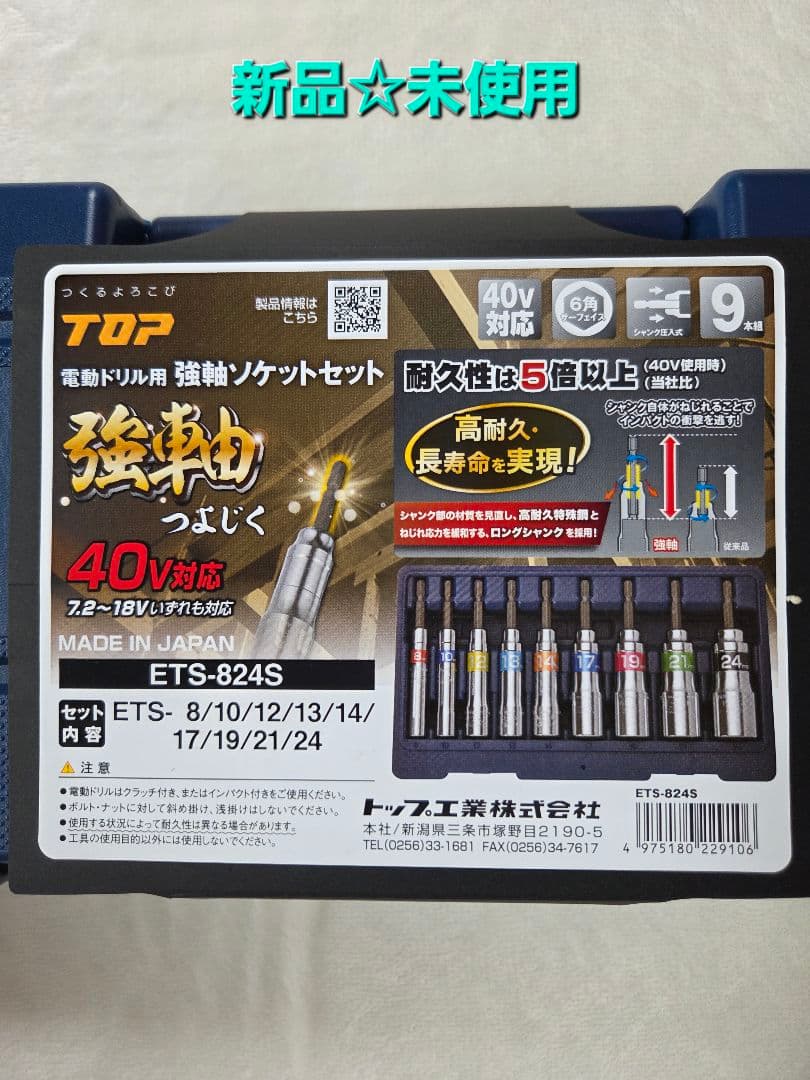 新品☆未使用
つくるよろこび
TOP
製品情報は
こちら
40V
対応
6角
サーフェイス
シャンク圧入式
9本組
電動ドリル用 強軸ソケットセット
強軸
つよじく
40V対応
7.2~18Vいずれも対応
MADE IN JAPAN
ETS-824S
セット
内容
ETS- 8/10/12/13/14/
17/19/21/24
注意
●電動ドリルはクラッチ付き、またはインパクト付きをご使用ください。
●ボルト・ナットに対して斜め掛け、浅掛けはしないでください。
●使用する状況によって耐久性は異なる場合があります。
●工具の使用目的以外には使用しないでください。
耐久性は5倍以上 (40V使用時)
(当社比)
高耐久・
長寿命を実現!
シャンク自体がねじれることで
インパクトの衝撃を逃す!
シャンク部の材質を見直し、高耐久特殊鋼と
ねじれ応力を緩和する、ロングシャンクを採用!
強軸
従来品
8 10 12 13 14 17 19 21 24
トップ工業株式会社
本社/新潟県三条市塚野目2190-5
TEL(0256)33-1681 FAX(0256)34-7617
ETS-824S
4 975180 229106